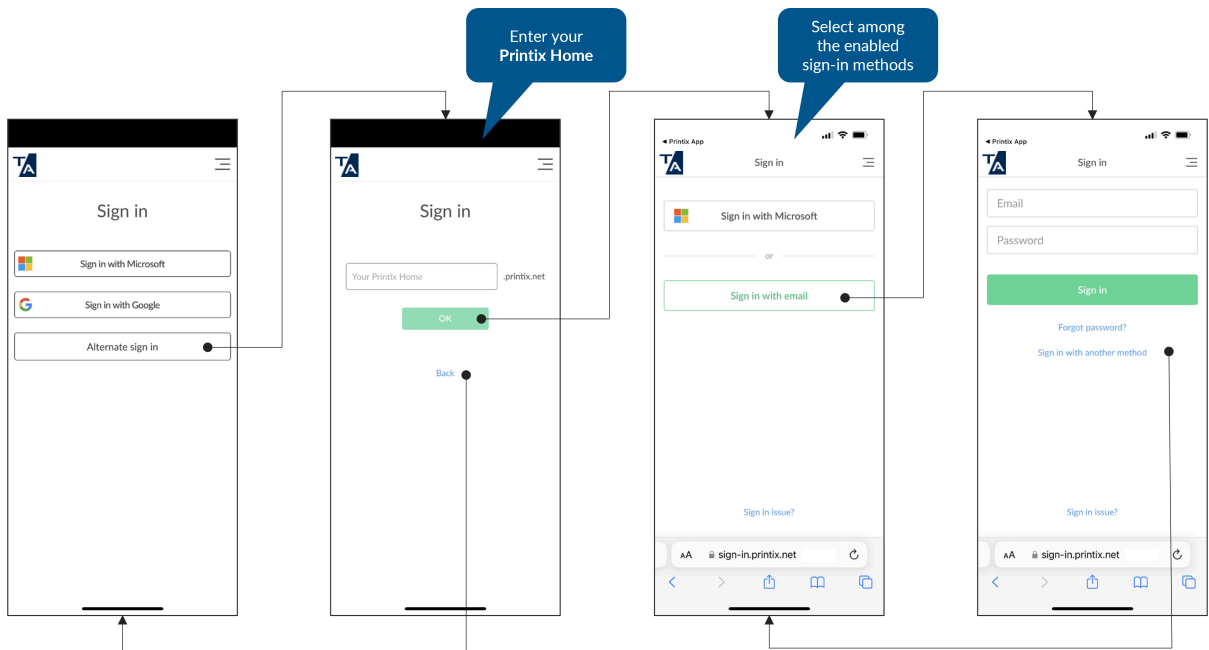 Enter your
Printix Home
Select among
the enabled
sign-in methods
TA
Sign in
Sign in with Microsoft
Sign in with Google
Alternate sign in
TA
Sign in
Your Printix Home
.printix.net
OK
Back
◀ Printix App
TA
Sign in
Sign in with Microsoft
or
Sign in with email
Sign in issue?
AA
sign-in.printix.net
◀ Printix App
TA
Sign in
Email
Password
Sign in
Forgot password?
Sign in with another method
Sign in issue?
AA
sign-in.printix.net